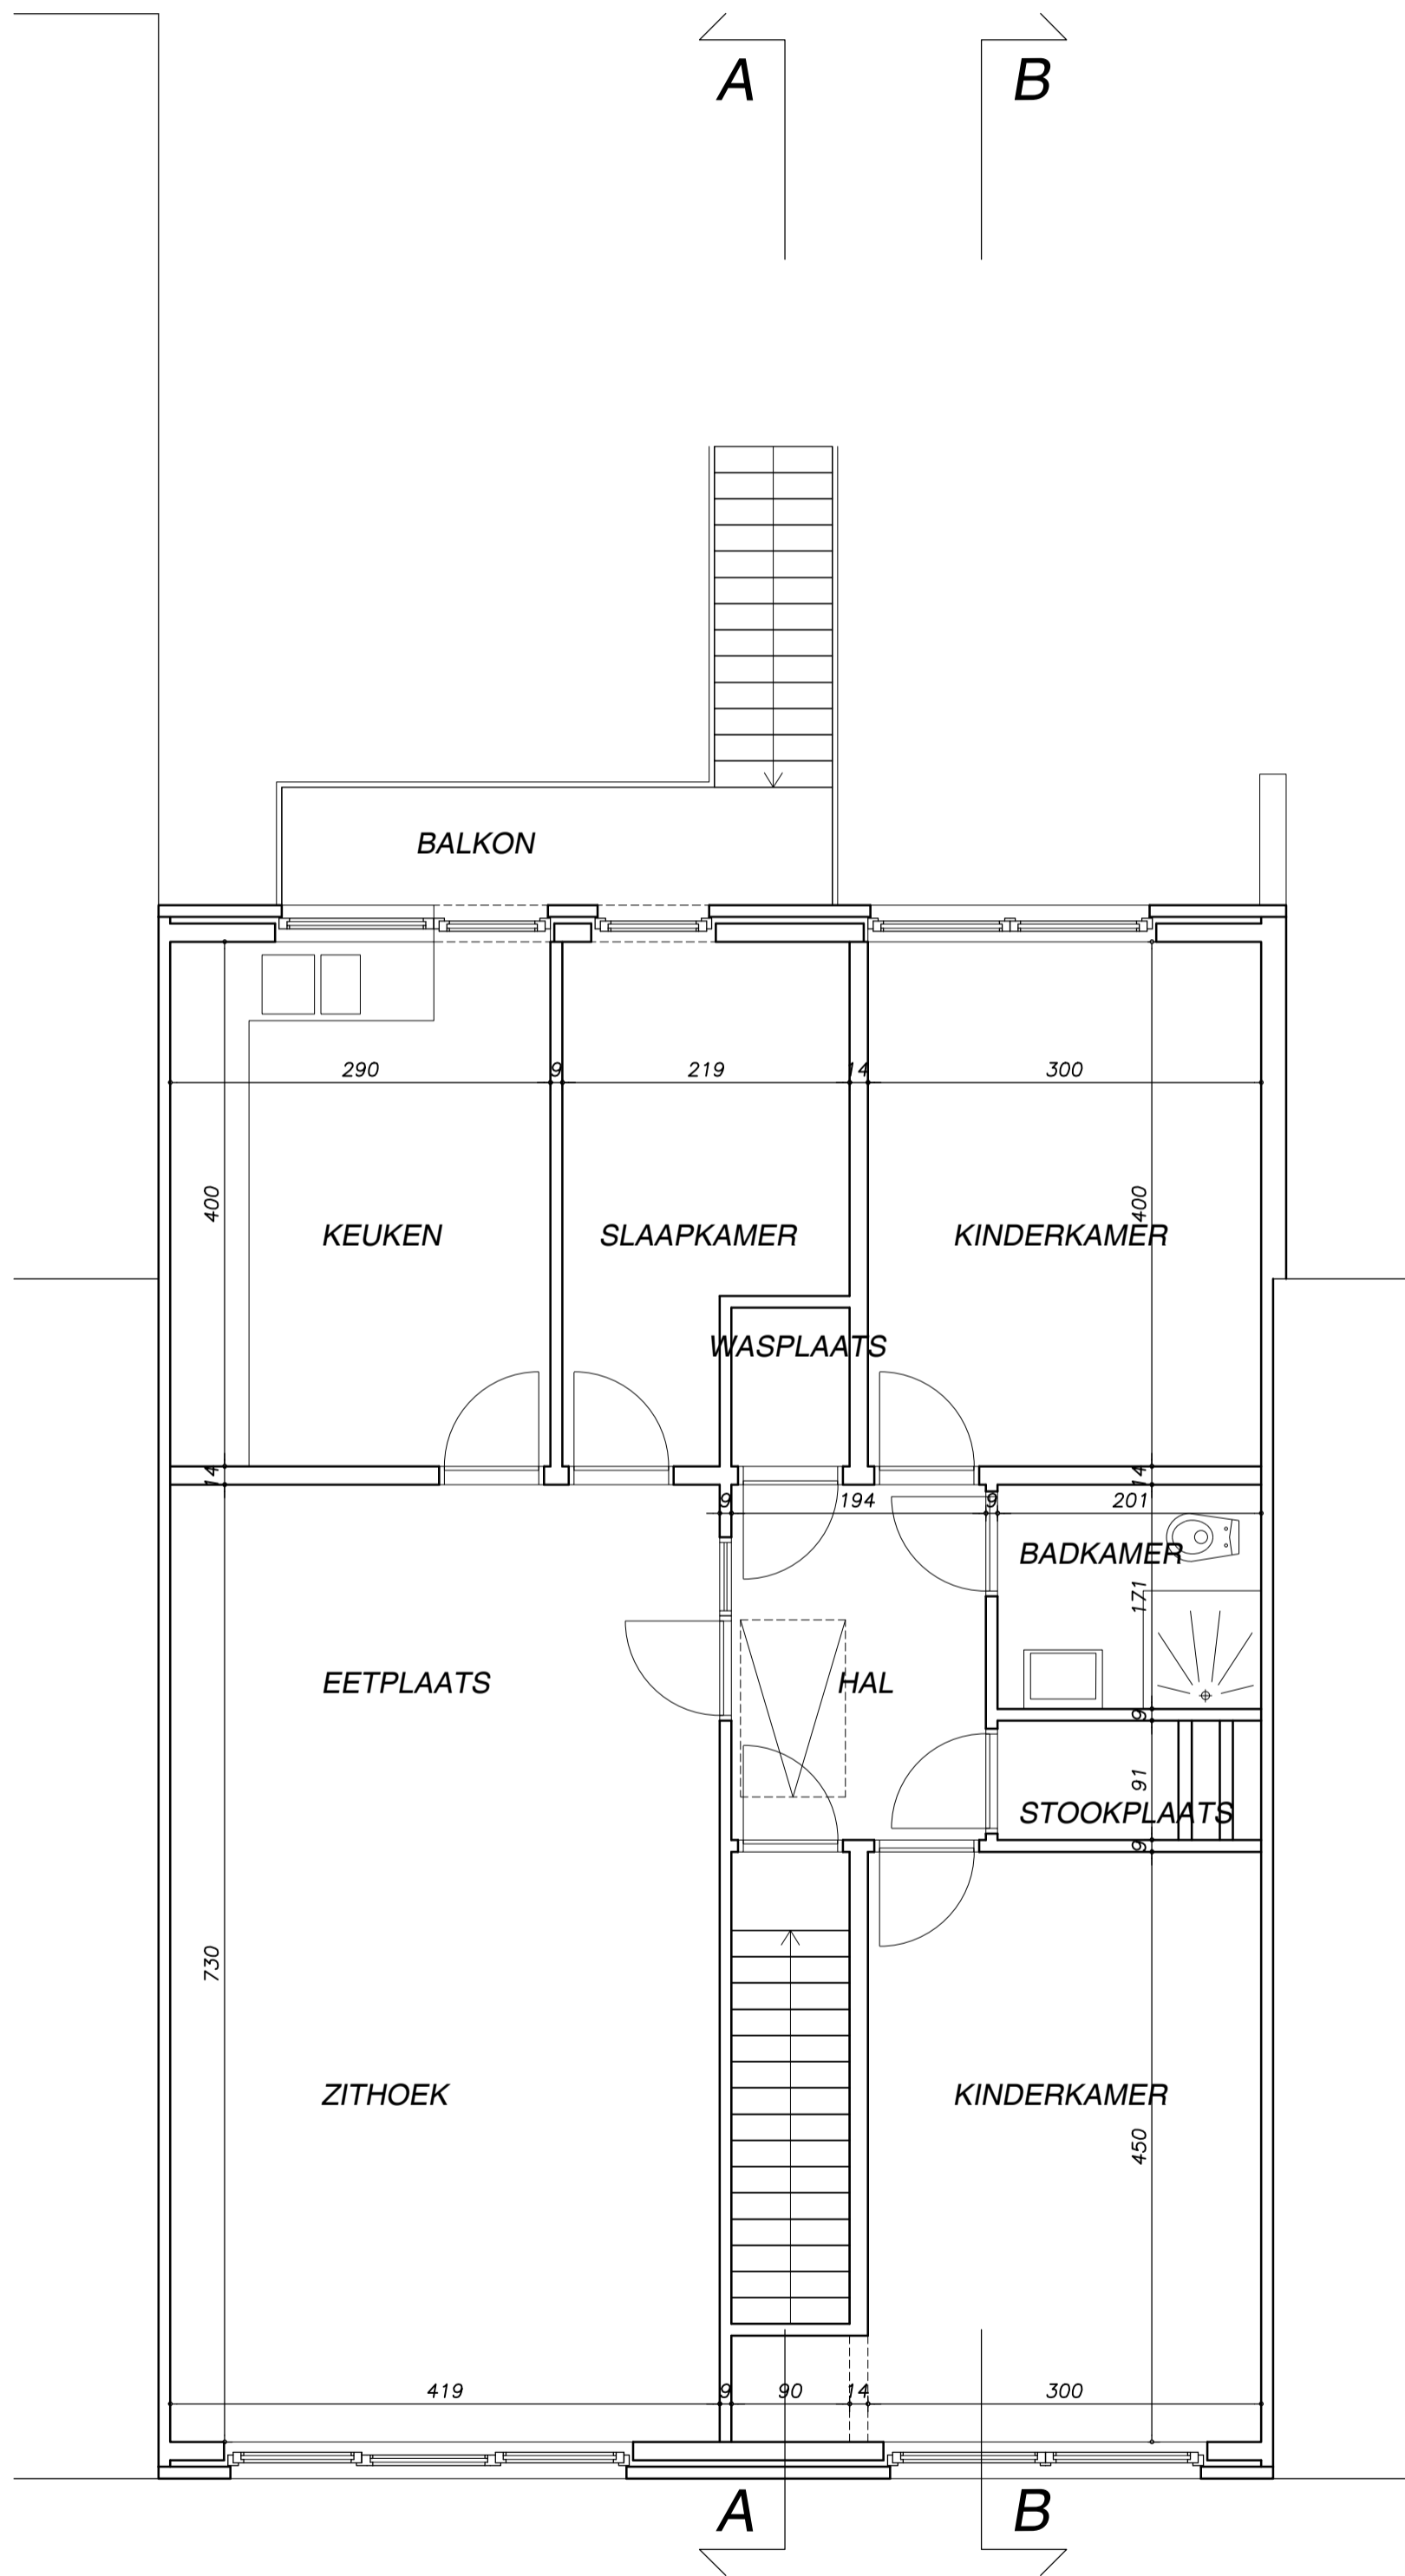 A B
BALKON
290 9 219 14 300
400 400
KEUKEN SLAAPKAMER KINDERKAMER
WASPLAATS
14 14
9 194 9 201
BADKAMER
171
EETPLAATS HAL
9
91
STOOKPLAATS
9
730
ZITHOEK KINDERKAMER
450
419 9 90 14 300
A B